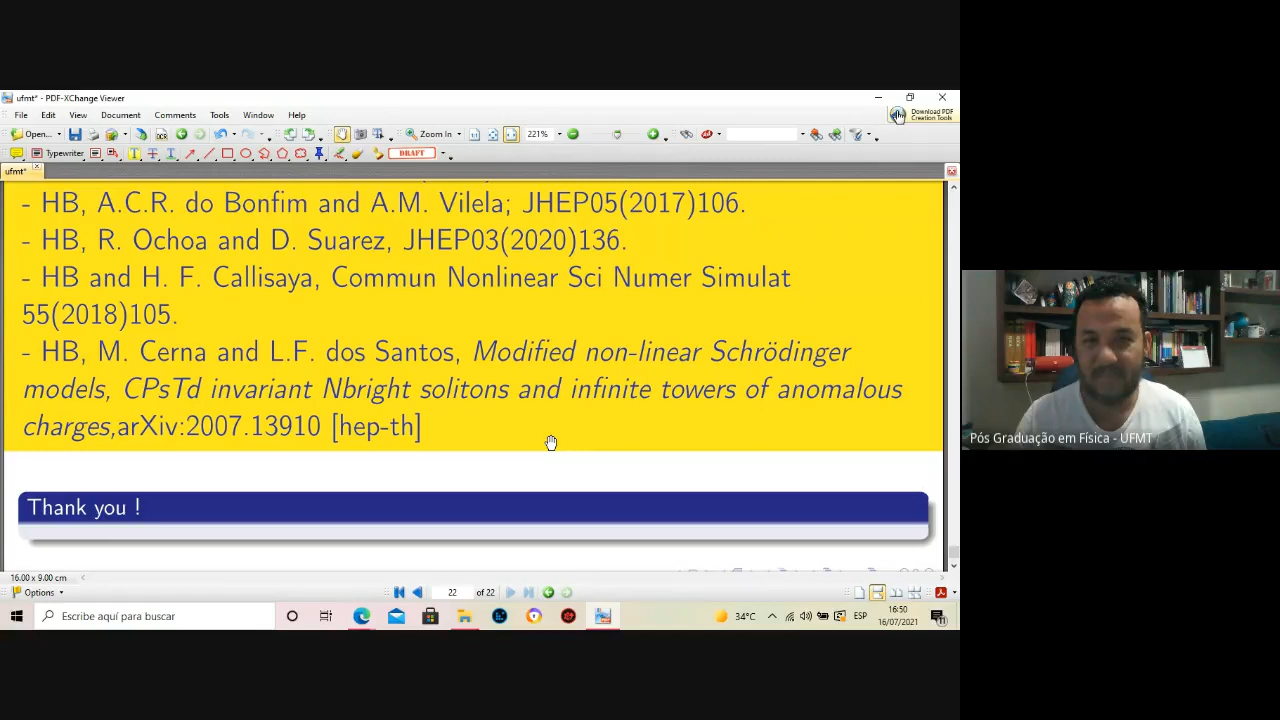 ufmt* - PDF-XChange Viewer
File Edit View Document Comments Tools Window Help
Download PDF
Creation Tools
Open... OCR Zoom In 221%
Typewriter DRAFT
ufmt*
- HB, A.C.R. do Bonfim and A.M. Vilela; JHEP05(2017)106.
- HB, R. Ochoa and D. Suarez, JHEP03(2020)136.
- HB and H. F. Callisaya, Commun Nonlinear Sci Numer Simulat
55(2018)105.
- HB, M. Cerna and L.F. dos Santos, Modified non-linear Schrödinger
models, CPsTd invariant Nbright solitons and infinite towers of anomalous
charges,arXiv:2007.13910 [hep-th]
Thank you !
Pós Graduação em Física - UFMT
16.00 x 9.00 cm
Options 22 of 22
Escribe aquí para buscar 34°C ESP 16:50
16/07/2021